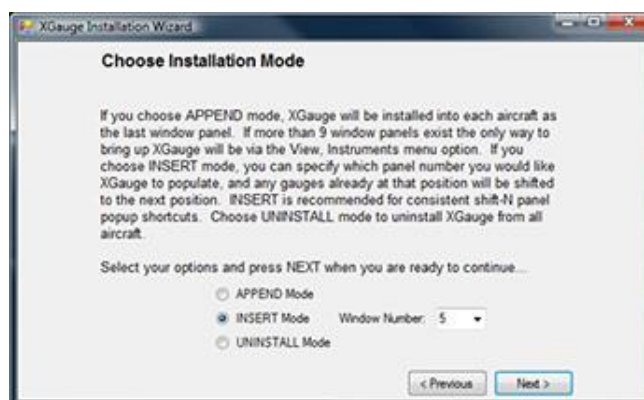 XGauge Installation Wizard
Choose Installation Mode
If you choose APPEND mode, XGauge will be installed into each aircraft as
the last window panel. If more than 9 window panels exist the only way to
bring up XGauge will be via the View, Instruments menu option. If you
choose INSERT mode, you can specify which panel number you would like
XGauge to populate, and any gauges already at that position will be shifted
to the next position. INSERT is recommended for consistent shift-N panel
popup shortcuts. Choose UNINSTALL mode to uninstall XGauge from all
aircraft.
Select your options and press NEXT when you are ready to continue...
APPEND Mode
INSERT Mode Window Number: 5
UNINSTALL Mode
< Previous Next >